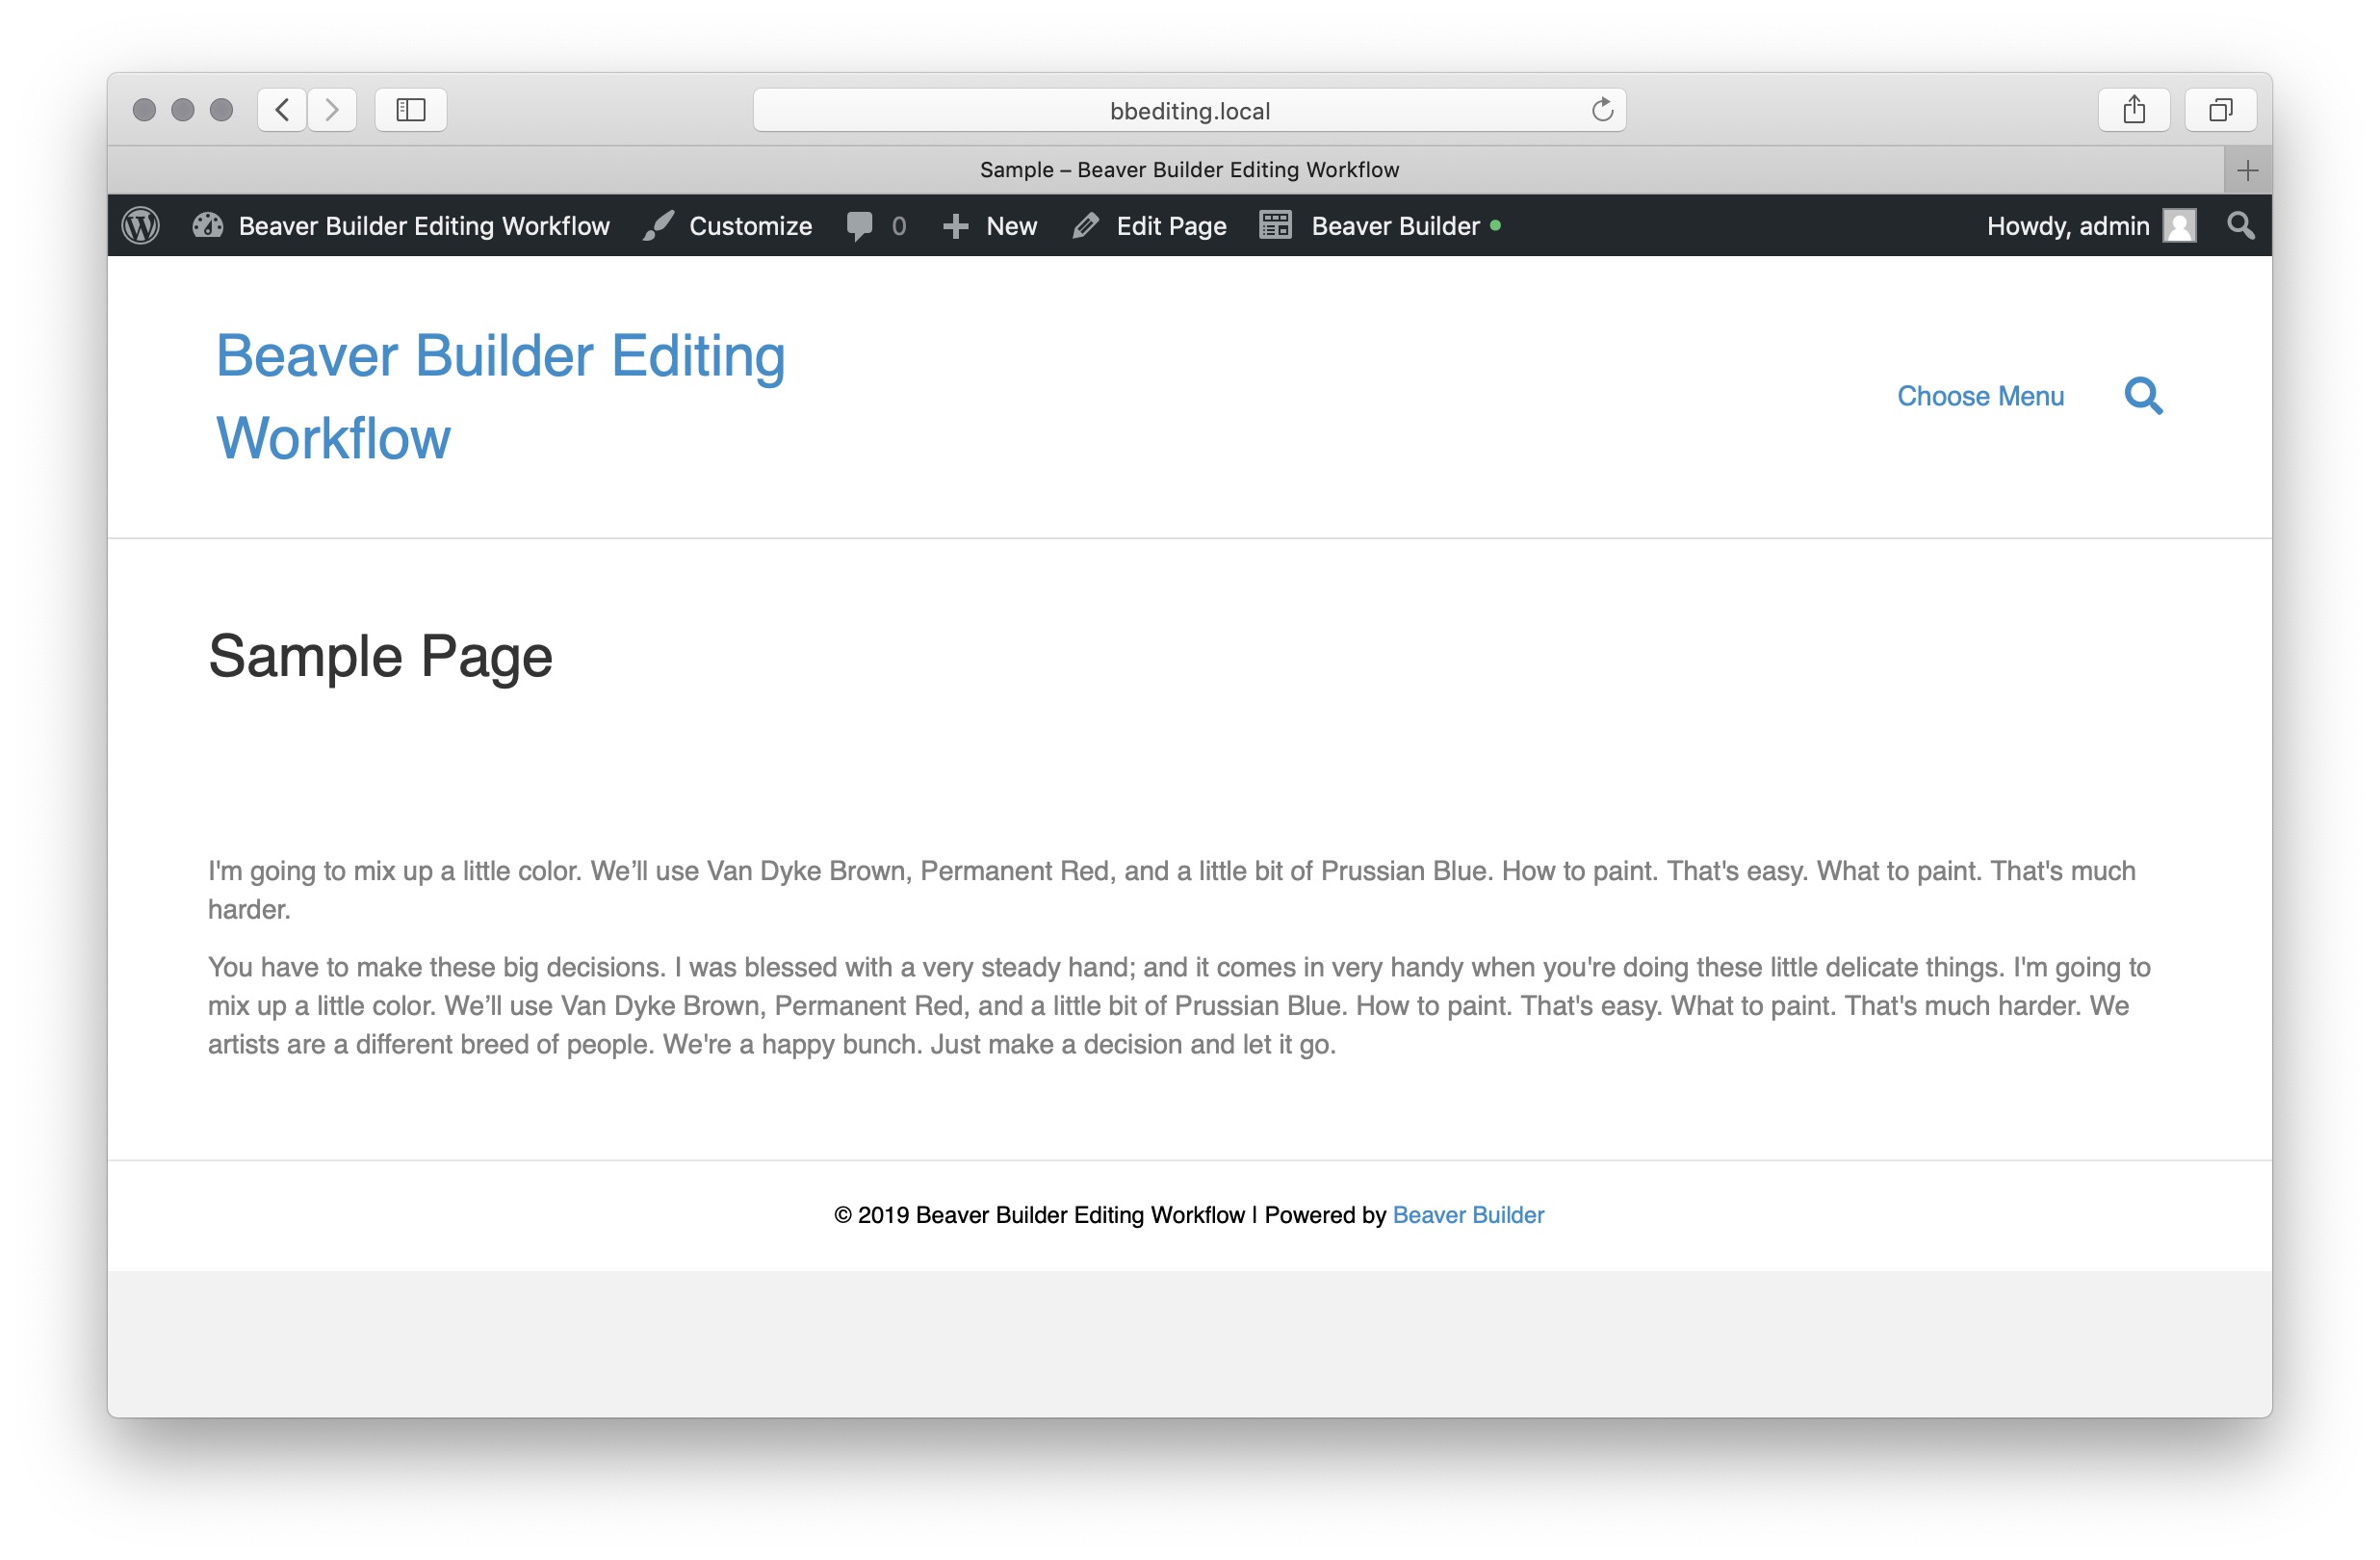 bbediting.local
Sample – Beaver Builder Editing Workflow
Beaver Builder Editing Workflow Customize 0 New Edit Page Beaver Builder Howdy, admin
Beaver Builder Editing
Workflow
Choose Menu
Sample Page
I'm going to mix up a little color. We’ll use Van Dyke Brown, Permanent Red, and a little bit of Prussian Blue. How to paint. That's easy. What to paint. That's much
harder.
You have to make these big decisions. I was blessed with a very steady hand; and it comes in very handy when you're doing these little delicate things. I'm going to
mix up a little color. We’ll use Van Dyke Brown, Permanent Red, and a little bit of Prussian Blue. How to paint. That's easy. What to paint. That's much harder. We
artists are a different breed of people. We're a happy bunch. Just make a decision and let it go.
© 2019 Beaver Builder Editing Workflow | Powered by Beaver Builder